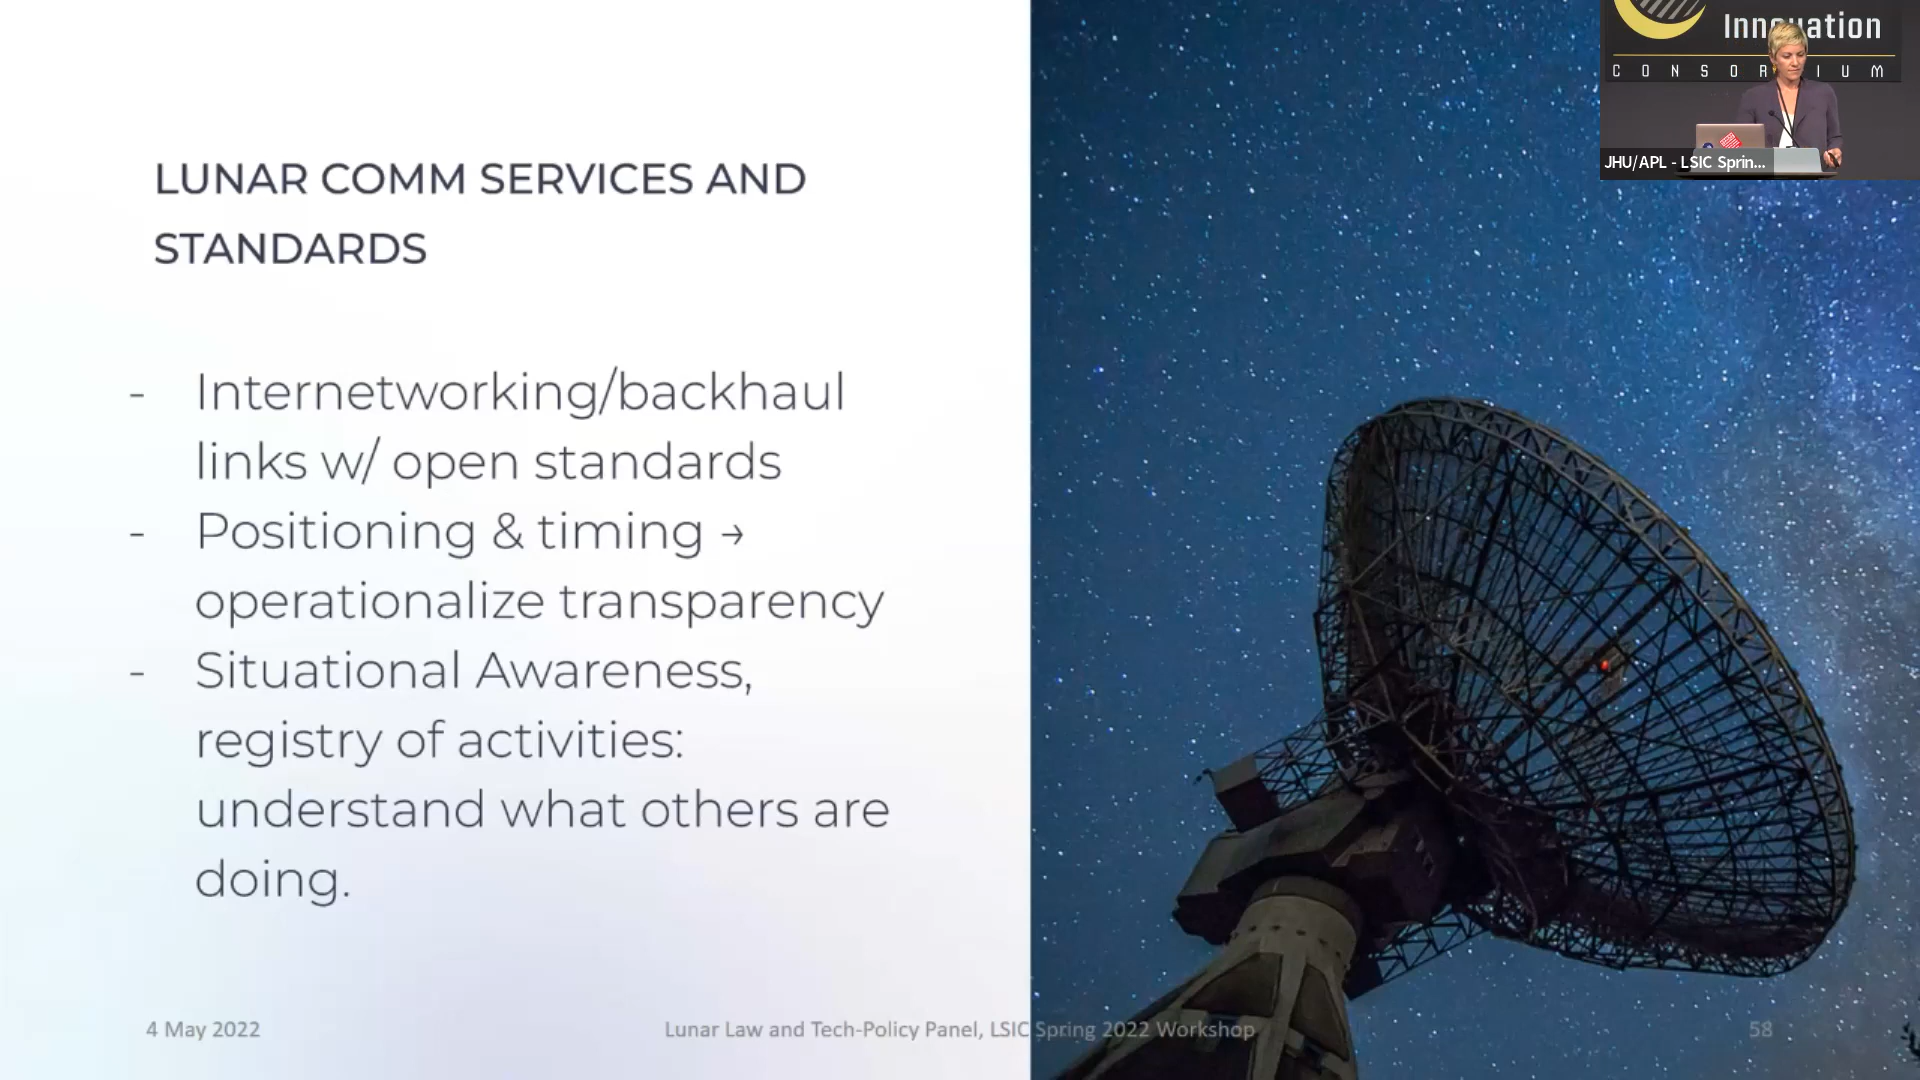 Innovation
CONSORTIUM
JHU/APL - LSIC Sprin...
LUNAR COMM SERVICES AND
STANDARDS
- Internetworking/backhaul
links w/ open standards
- Positioning & timing →
operationalize transparency
- Situational Awareness,
registry of activities:
understand what others are
doing.
4 May 2022
Lunar Law and Tech-Policy Panel, LSIC Spring 2022 Workshop
58